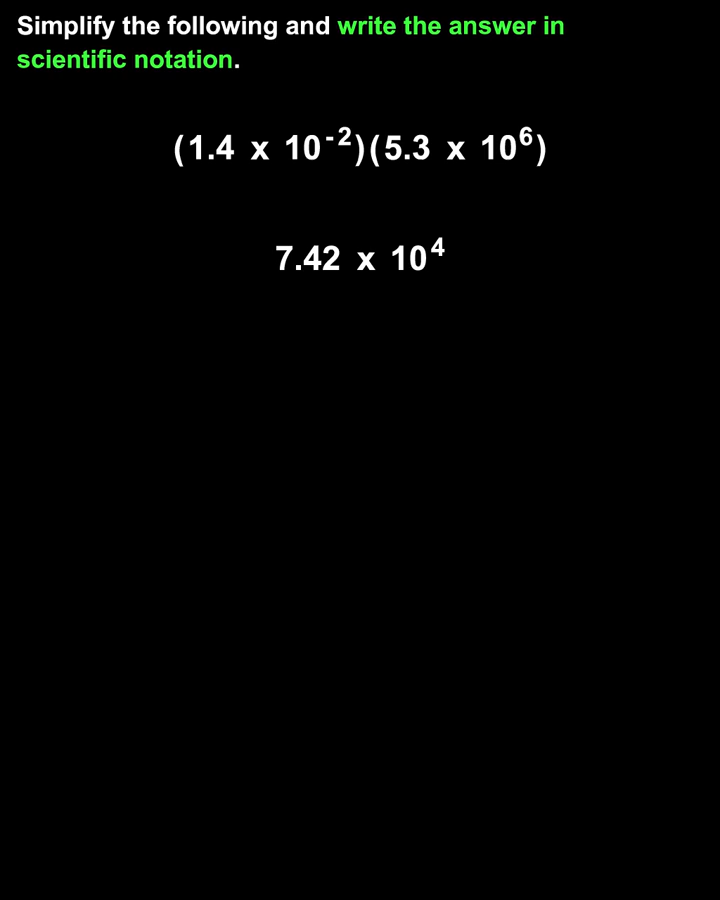 Simplify the following and write the answer in
scientific notation.
(1.4 x 10⁻²)(5.3 x 10⁶)
7.42 x 10⁴